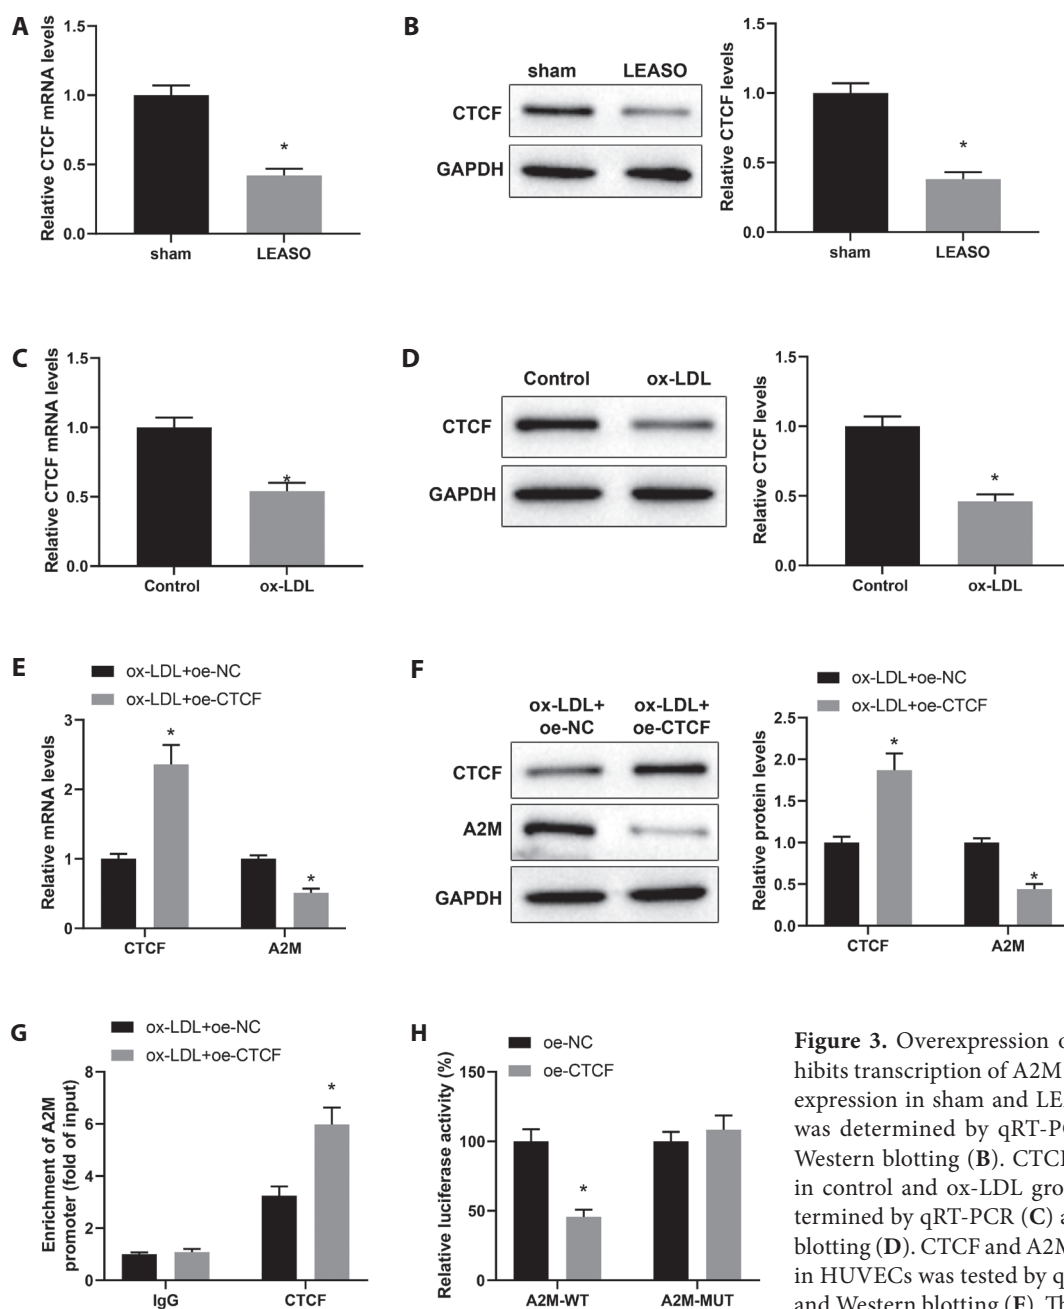 A
Relative CTCF mRNA levels
1.5
1.0
0.5
0.0
*
sham
LEASO
B
sham
LEASO
CTCF
GAPDH
Relative CTCF levels
1.5
1.0
0.5
0.0
*
sham
LEASO
C
Relative CTCF mRNA levels
1.5
1.0
0.5
0.0
*
Control
ox-LDL
D
Control
ox-LDL
CTCF
GAPDH
Relative CTCF levels
1.5
1.0
0.5
0.0
*
Control
ox-LDL
E
ox-LDL+oe-NC
ox-LDL+oe-CTCF
Relative mRNA levels
3
2
1
0
*
*
CTCF
A2M
F
ox-LDL+
oe-NC
ox-LDL+
oe-CTCF
CTCF
A2M
GAPDH
ox-LDL+oe-NC
ox-LDL+oe-CTCF
Relative protein levels
2.5
2.0
1.5
1.0
0.5
0.0
*
*
CTCF
A2M
G
ox-LDL+oe-NC
ox-LDL+oe-CTCF
Enrichment of A2M
promoter (fold of input)
8
6
4
2
0
*
IgG
CTCF
H
oe-NC
oe-CTCF
Relative luciferase activity (%)
150
100
50
0
*
A2M-WT
A2M-MUT
Figure 3. Overexpression o
hibits transcription of A2M
expression in sham and LEA
was determined by qRT-PC
Western blotting (B). CTCF
in control and ox-LDL gro
termined by qRT-PCR (C) a
blotting (D). CTCF and A2M
in HUVECs was tested by q
and Western blotting (F). Th